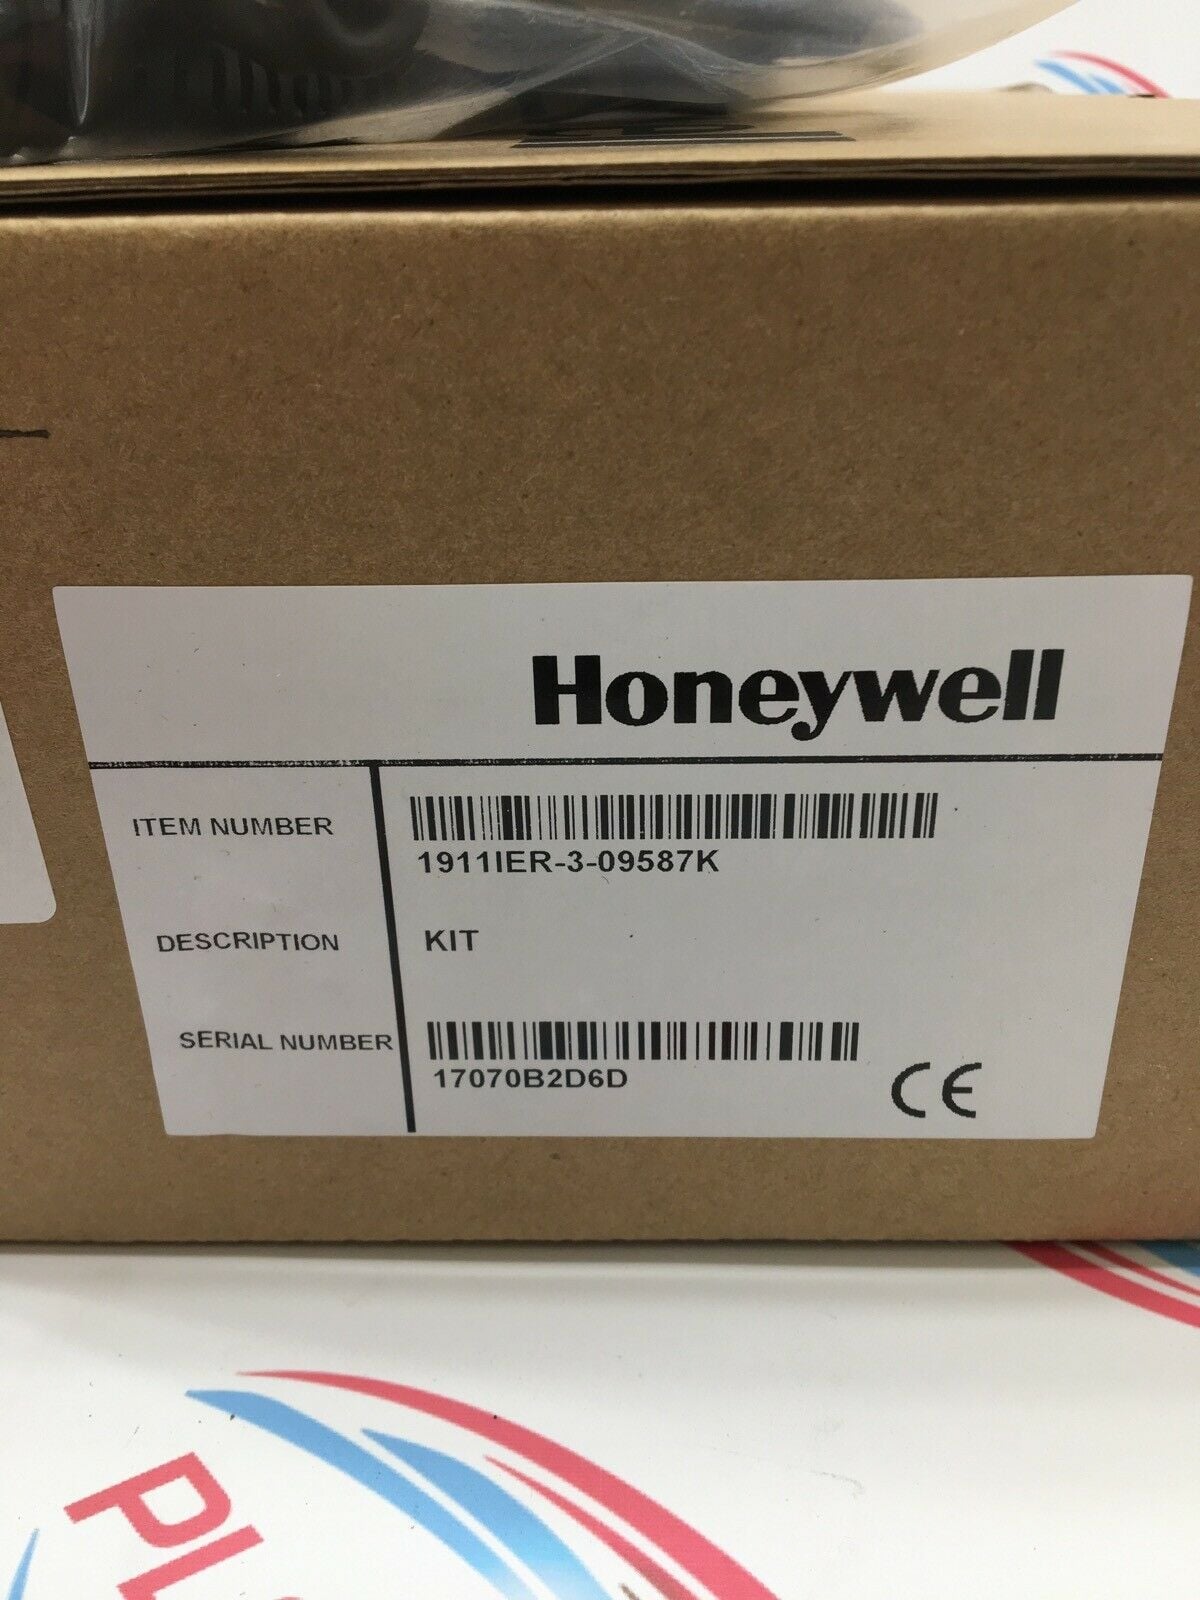 Honeywell
ITEM NUMBER
1911IER-3-09587K
DESCRIPTION
KIT
SERIAL NUMBER
17070B2D6D
CE